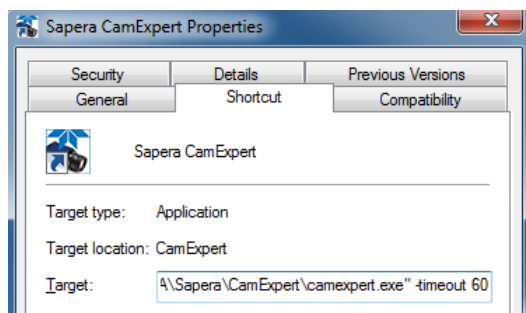 Sapera CamExpert Properties
Security Details Previous Versions
General Shortcut Compatibility
Sapera CamExpert
Target type: Application
Target location: CamExpert
Target: \Sapera\CamExpert\camexpert.exe" -timeout 60